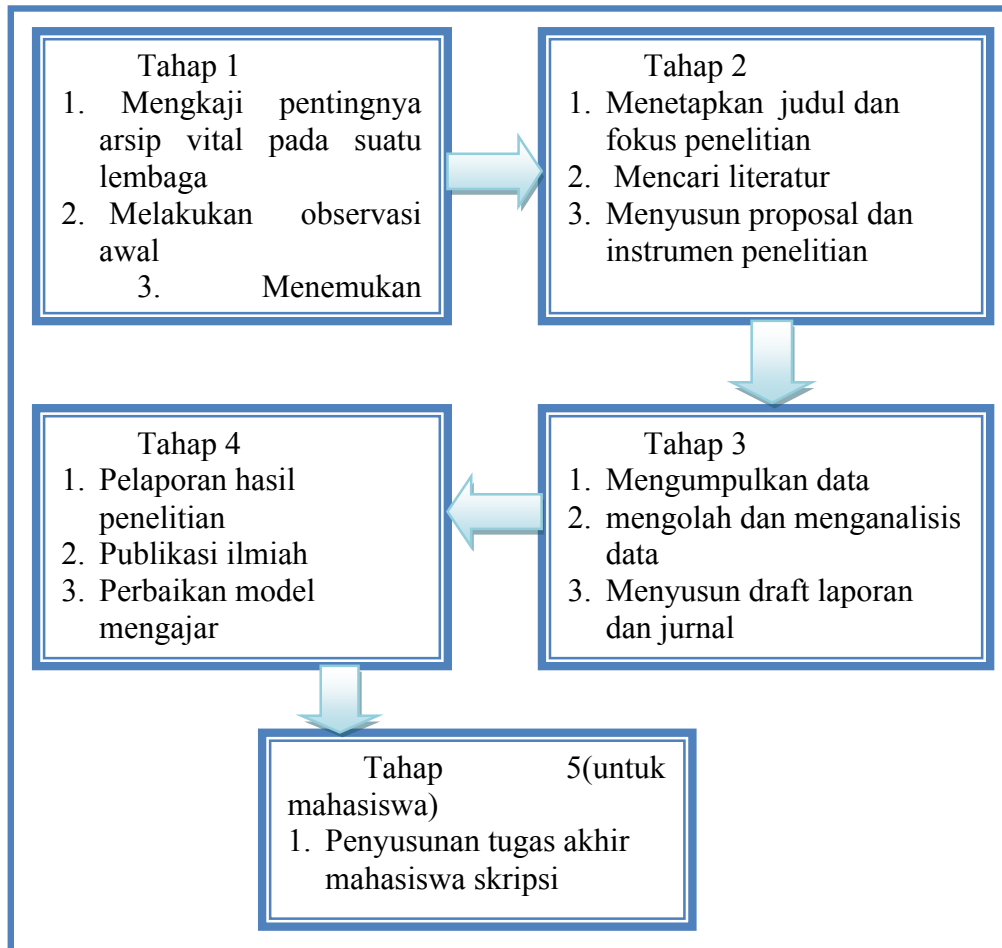 Tahap 1
1. Mengkaji pentingnya
arsip vital pada suatu
lembaga
2. Melakukan observasi
awal
3. Menemukan
Tahap 2
1. Menetapkan judul dan
fokus penelitian
2. Mencari literatur
3. Menyusun proposal dan
instrumen penelitian
Tahap 3
1. Mengumpulkan data
2. mengolah dan menganalisis
data
3. Menyusun draft laporan
dan jurnal
Tahap 4
1. Pelaporan hasil
penelitian
2. Publikasi ilmiah
3. Perbaikan model
mengajar
Tahap 5(untuk
mahasiswa)
1. Penyusunan tugas akhir
mahasiswa skripsi